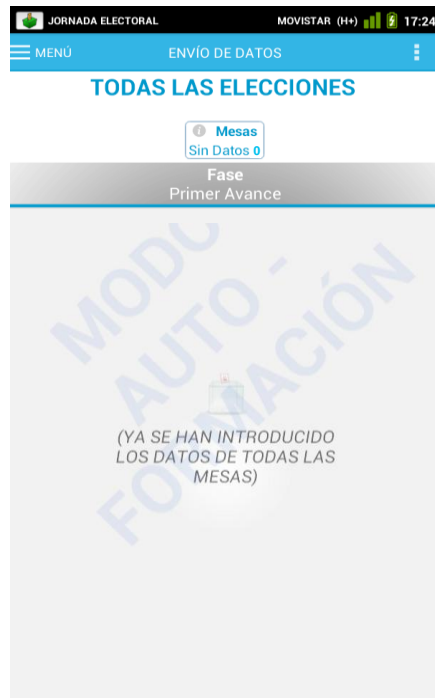 JORNADA ELECTORAL MOVISTAR (H+) 17:24
MENÚ ENVÍO DE DATOS
TODAS LAS ELECCIONES
Mesas
Sin Datos 0
Fase
Primer Avance
MODO
AUTO -
FORMACIÓN
(YA SE HAN INTRODUCIDO
LOS DATOS DE TODAS LAS
MESAS)